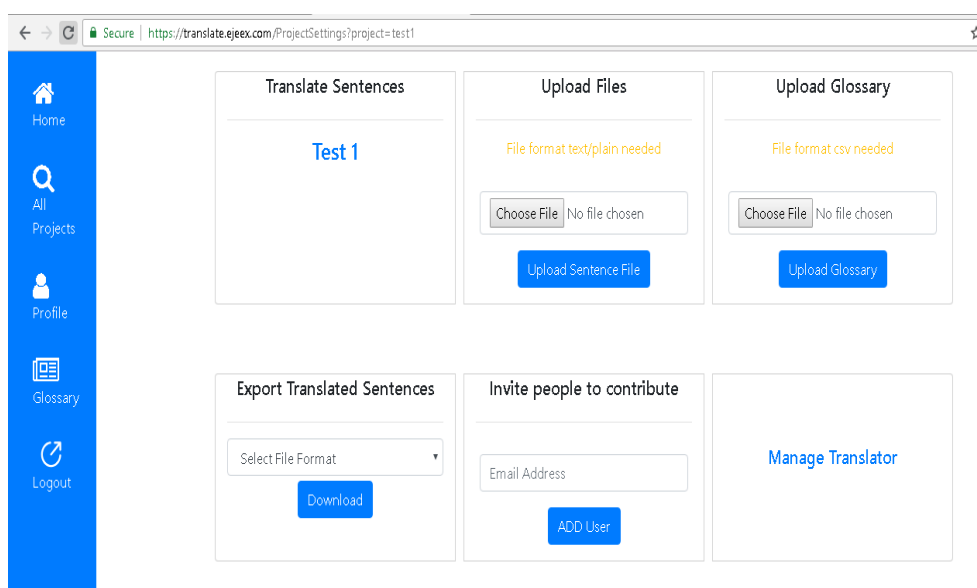 Secure | https://translate.ejeex.com/ProjectSettings?project=test1
Home
All
Projects
Profile
Glossary
Logout
Translate Sentences
Test 1
Upload Files
File format text/plain needed
Choose File No file chosen
Upload Sentence File
Upload Glossary
File format csv needed
Choose File No file chosen
Upload Glossary
Export Translated Sentences
Select File Format
Download
Invite people to contribute
Email Address
ADD User
Manage Translator